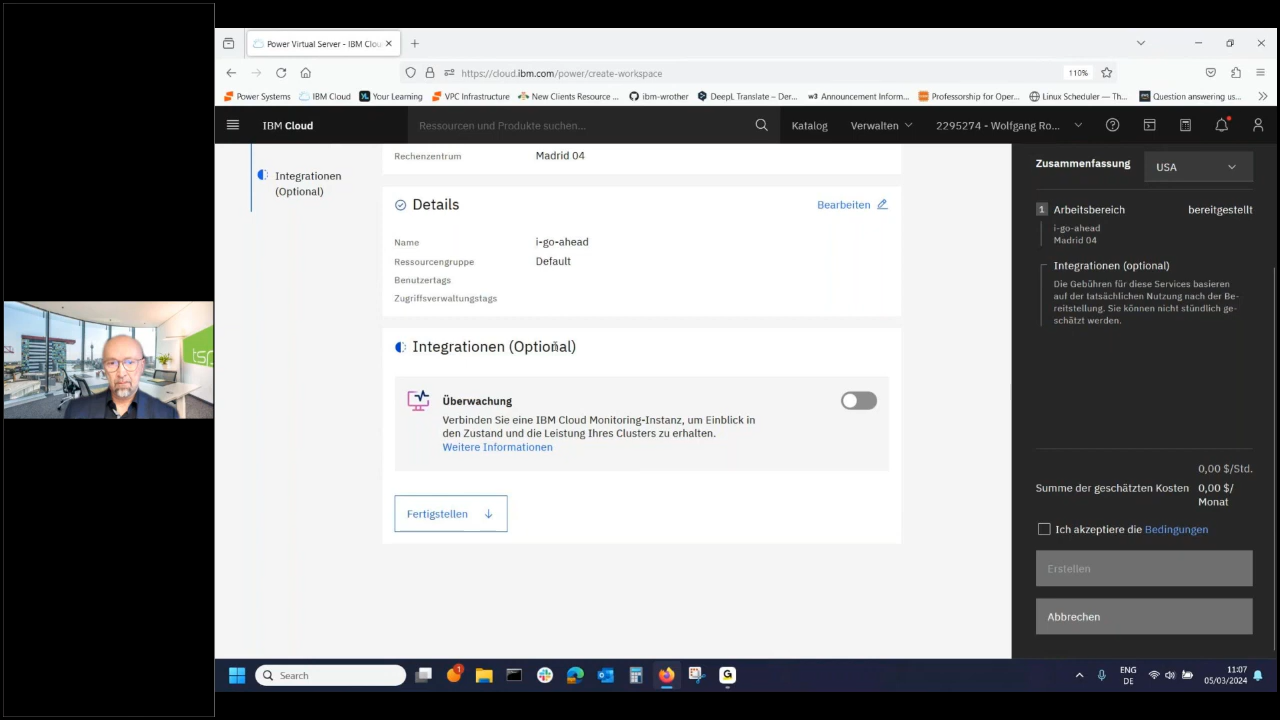 Power Virtual Server - IBM Clou
https://cloud.ibm.com/power/create-workspace
110%
Power Systems
IBM Cloud
Your Learning
VPC Infrastructure
New Clients Resource ...
ibm-wrother
DeepL Translate – Der...
w3 Announcement Inform...
Professorship for Oper...
Linux Scheduler — Th...
Question answering us...
IBM Cloud
Ressourcen und Produkte suchen...
Katalog
Verwalten
2295274 - Wolfgang Ro...
Integrationen
(Optional)
Rechenzentrum
Madrid 04
Details
Bearbeiten
Name
i-go-ahead
Ressourcengruppe
Default
Benutzertags
Zugriffsverwaltungstags
Integrationen (Optional)
Überwachung
Verbinden Sie eine IBM Cloud Monitoring-Instanz, um Einblick in
den Zustand und die Leistung Ihres Clusters zu erhalten.
Weitere Informationen
Fertigstellen
Zusammenfassung
USA
1 Arbeitsbereich
bereitgestellt
i-go-ahead
Madrid 04
Integrationen (optional)
Die Gebühren für diese Services basieren
auf der tatsächlichen Nutzung nach der Be-
reitstellung. Sie können nicht stündlich ge-
schätzt werden.
0,00 $/Std.
Summe der geschätzten Kosten
0,00 $/
Monat
Ich akzeptiere die Bedingungen
Erstellen
Abbrechen
tsp
Search
1
G
ENG
DE
11:07
05/03/2024